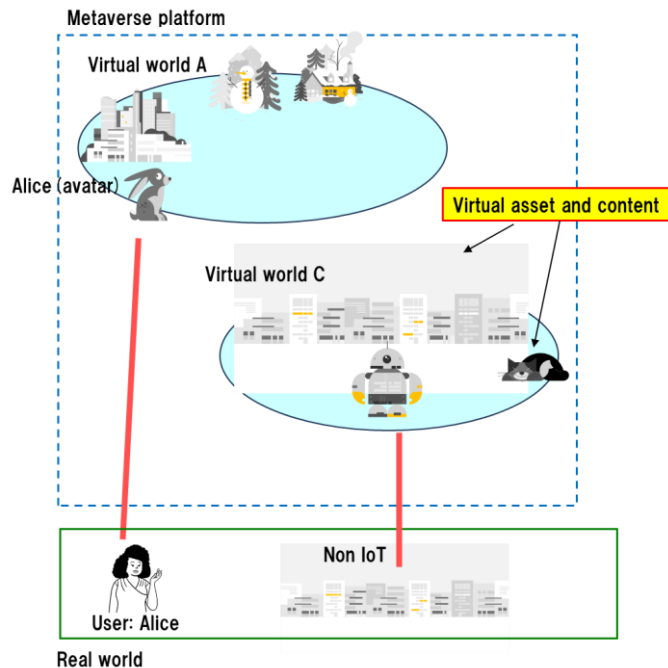 Metaverse platform
Virtual world A
Alice (avatar)
Virtual asset and content
Virtual world C
Non IoT
User: Alice
Real world